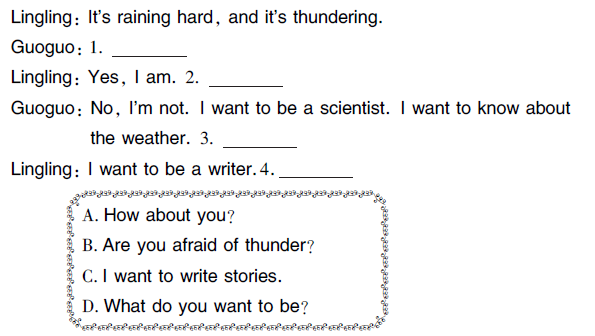 Lingling: It's raining hard, and it's thundering.
Guoguo: 1. ________
Lingling: Yes, I am. 2. ________
Guoguo: No, I'm not. I want to be a scientist. I want to know about
the weather. 3. ________
Lingling: I want to be a writer. 4. ________
A. How about you?
B. Are you afraid of thunder?
C. I want to write stories.
D. What do you want to be?